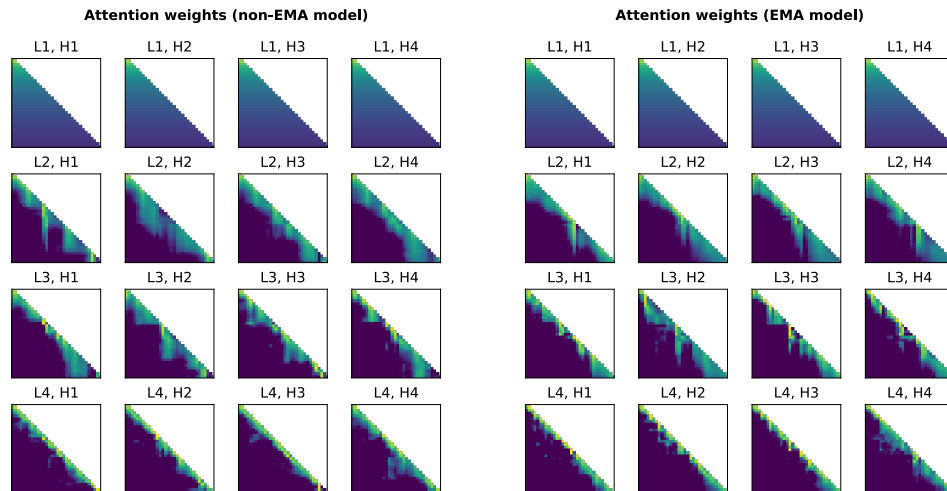 Attention weights (non-EMA model)
L1, H1 L1, H2 L1, H3 L1, H4
L2, H1 L2, H2 L2, H3 L2, H4
L3, H1 L3, H2 L3, H3 L3, H4
L4, H1 L4, H2 L4, H3 L4, H4
Attention weights (EMA model)
L1, H1 L1, H2 L1, H3 L1, H4
L2, H1 L2, H2 L2, H3 L2, H4
L3, H1 L3, H2 L3, H3 L3, H4
L4, H1 L4, H2 L4, H3 L4, H4